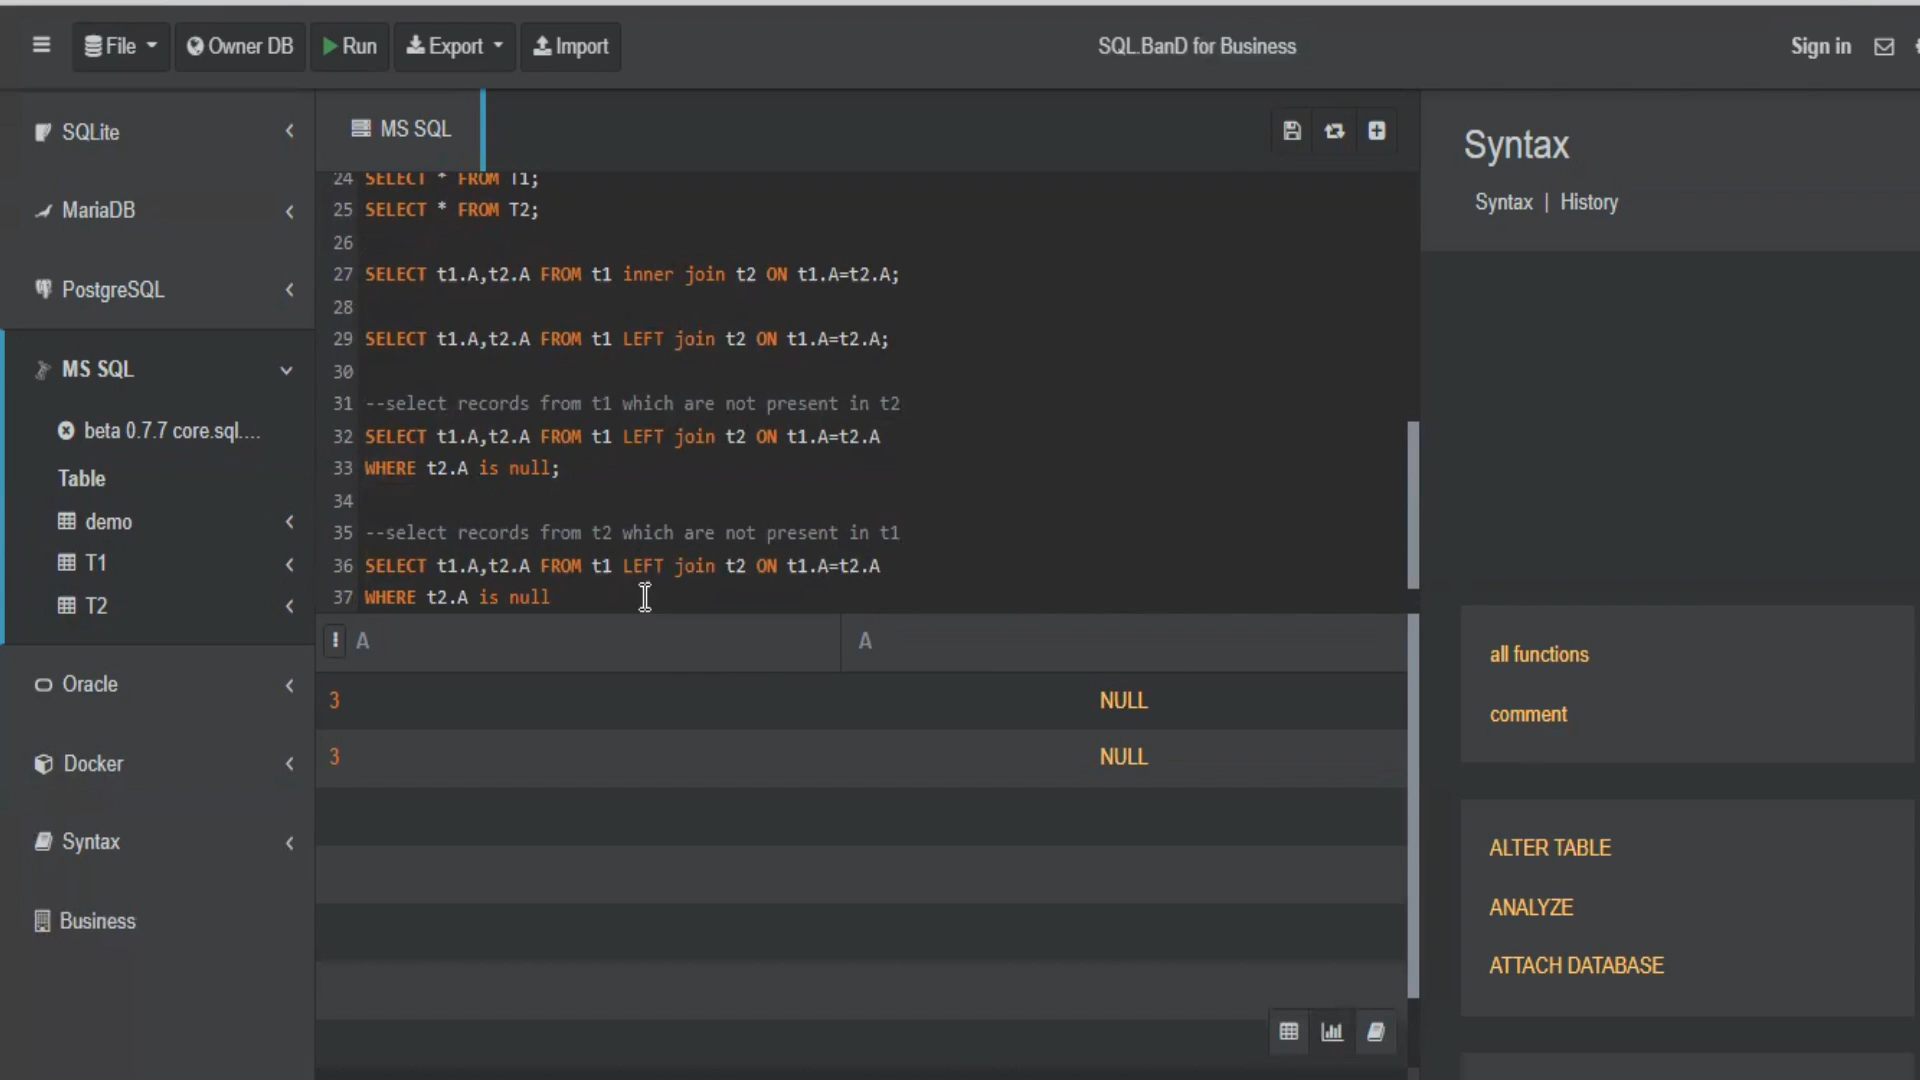 File
Owner DB
Run
Export
Import
SQL.BanD for Business
Sign in
SQLite
MariaDB
PostgreSQL
MS SQL
beta 0.7.7 core.sql....
Table
demo
T1
T2
Oracle
Docker
Syntax
Business
MS SQL
24 SELECT * FROM T1;
25 SELECT * FROM T2;
26
27 SELECT t1.A,t2.A FROM t1 inner join t2 ON t1.A=t2.A;
28
29 SELECT t1.A,t2.A FROM t1 LEFT join t2 ON t1.A=t2.A;
30
31 --select records from t1 which are not present in t2
32 SELECT t1.A,t2.A FROM t1 LEFT join t2 ON t1.A=t2.A
33 WHERE t2.A is null;
34
35 --select records from t2 which are not present in t1
36 SELECT t1.A,t2.A FROM t1 LEFT join t2 ON t1.A=t2.A
37 WHERE t2.A is null
A A
3 NULL
3 NULL
Syntax
Syntax | History
all functions
comment
ALTER TABLE
ANALYZE
ATTACH DATABASE